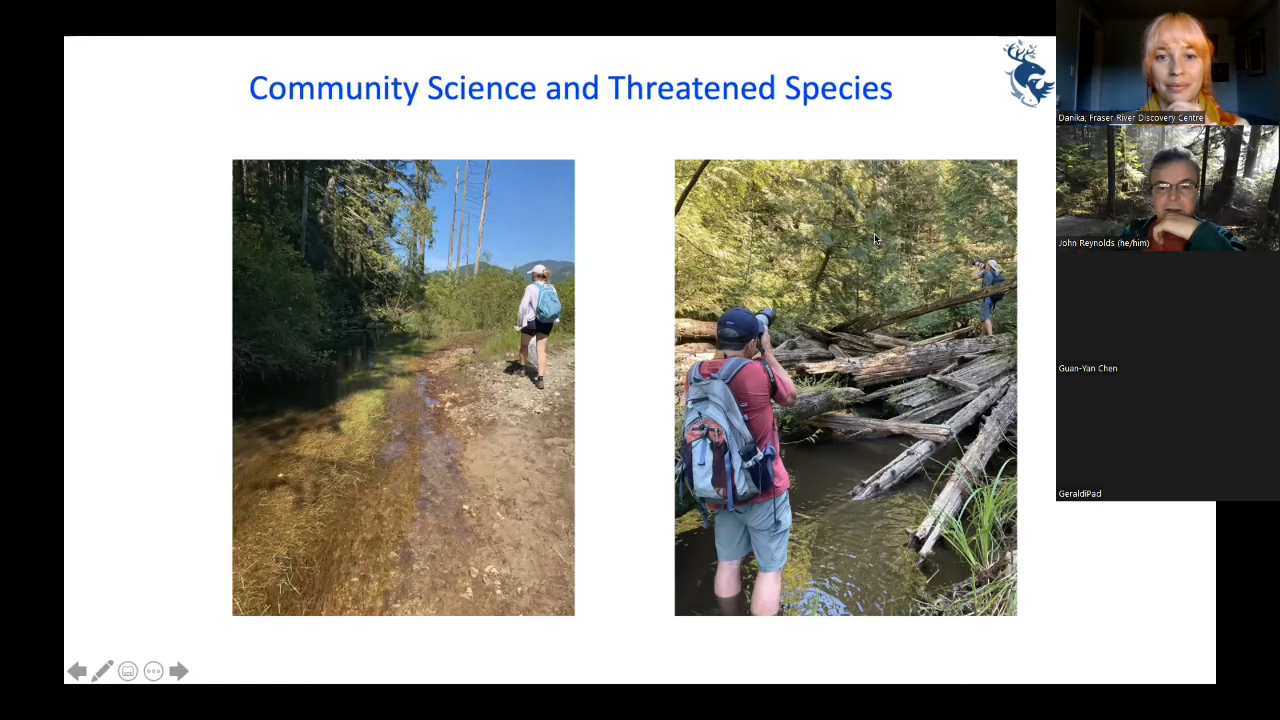 Community Science and Threatened Species
Danika, Fraser River Discovery Centre
John Reynolds (he/him)
Guan-Yan Chen
GeraldiPad